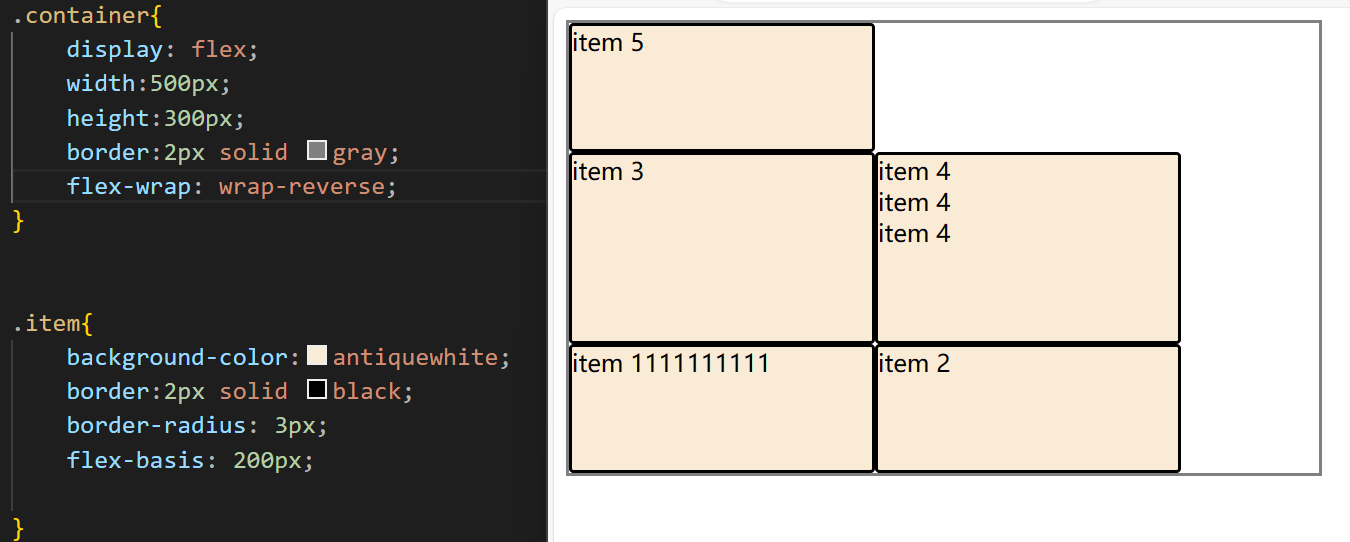 .container{
display: flex;
width:500px;
height:300px;
border:2px solid gray;
flex-wrap: wrap-reverse;
}
.item{
background-color:antiquewhite;
border:2px solid black;
border-radius: 3px;
flex-basis: 200px;
}
item 5
item 3
item 4
item 4
item 4
item 1111111111
item 2